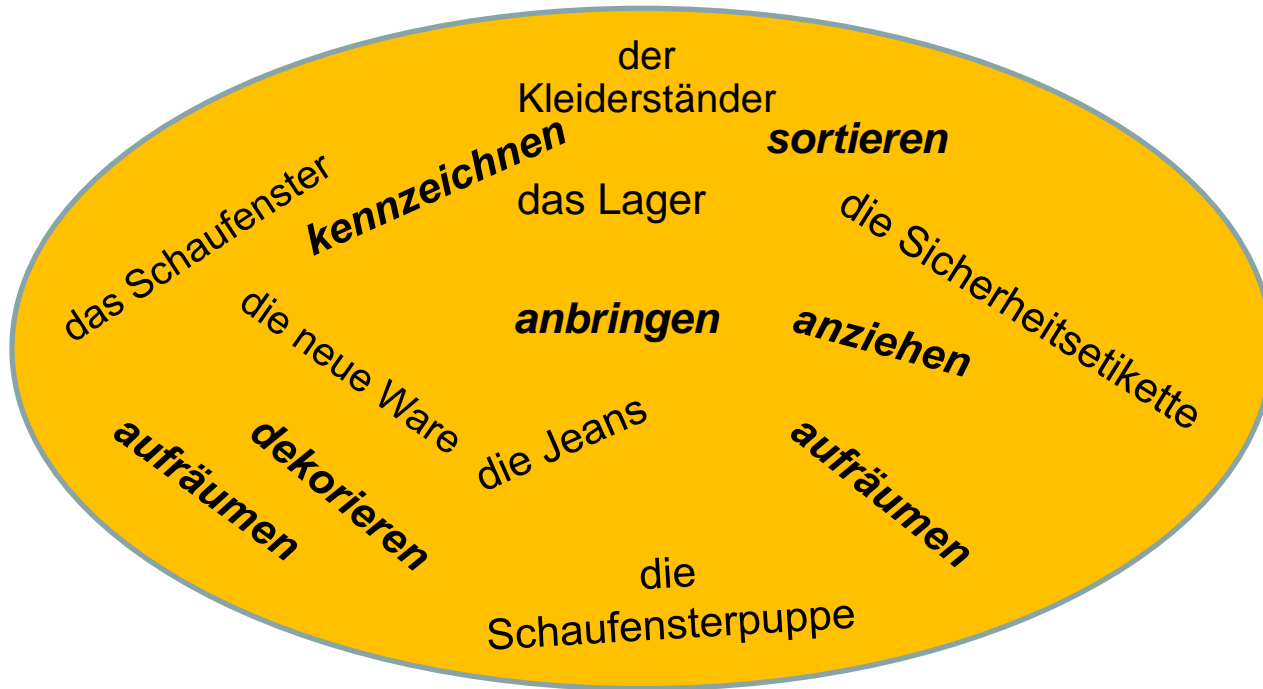 der
Kleiderständer
sortieren
kennzeichnen
das Schaufenster
das Lager
die Sicherheitsetikette
die neue Ware
anbringen
anziehen
die Jeans
aufräumen
dekorieren
aufräumen
die
Schaufensterpuppe